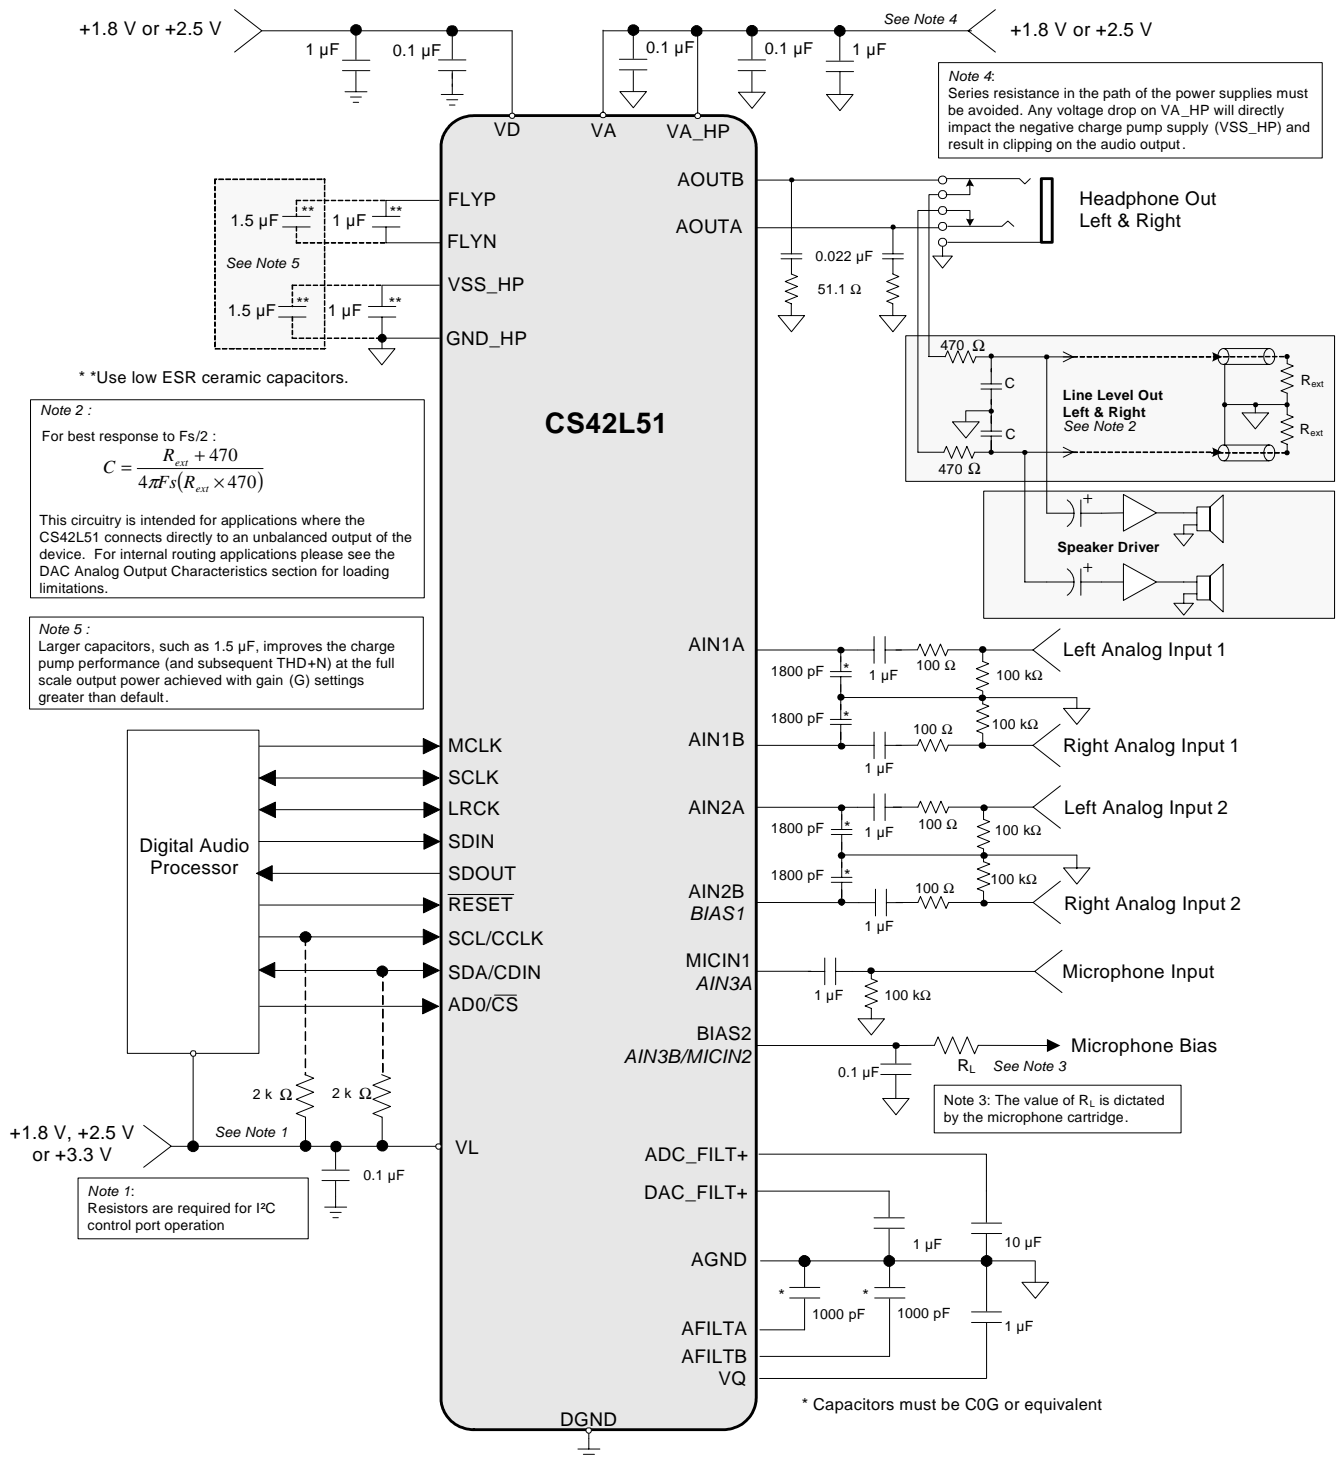 +1.8 V or +2.5 V
1 µF
0.1 µF
0.1 µF
0.1 µF
1 µF
See Note 4
+1.8 V or +2.5 V
Note 4:
Series resistance in the path of the power supplies must
be avoided. Any voltage drop on VA_HP will directly
impact the negative charge pump supply (VSS_HP) and
result in clipping on the audio output.
VD
VA
VA_HP
FLYP
FLYN
VSS_HP
GND_HP
1.5 µF
**
1 µF
**
See Note 5
1.5 µF
**
1 µF
**
* *Use low ESR ceramic capacitors.
AOUTB
AOUTA
Headphone Out
Left & Right
0.022 µF
51.1 Ω
CS42L51
470 Ω
C
C
470 Ω
Line Level Out
Left & Right
See Note 2
Rext
Rext
+
Speaker Driver
+
Note 2 :
For best response to Fs/2 :
C = (Rext + 470) / (4πFs(Rext × 470))
This circuitry is intended for applications where the
CS42L51 connects directly to an unbalanced output of the
device. For internal routing applications please see the
DAC Analog Output Characteristics section for loading
limitations.
Note 5 :
Larger capacitors, such as 1.5 µF, improves the charge
pump performance (and subsequent THD+N) at the full
scale output power achieved with gain (G) settings
greater than default.
AIN1A
1800 pF
*
1 µF
100 Ω
100 kΩ
Left Analog Input 1
AIN1B
1800 pF
*
1 µF
100 Ω
100 kΩ
Right Analog Input 1
AIN2A
1800 pF
*
1 µF
100 Ω
100 kΩ
Left Analog Input 2
AIN2B
BIAS1
1800 pF
*
1 µF
100 Ω
100 kΩ
Right Analog Input 2
MICIN1
AIN3A
1 µF
100 kΩ
Microphone Input
BIAS2
AIN3B/MICIN2
0.1 µF
RL
See Note 3
Microphone Bias
Note 3: The value of RL is dictated
by the microphone cartridge.
Digital Audio
Processor
MCLK
SCLK
LRCK
SDIN
SDOUT
RESET
SCL/CCLK
SDA/CDIN
AD0/CS
2 k Ω
2 k Ω
+1.8 V, +2.5 V
or +3.3 V
See Note 1
VL
0.1 µF
Note 1:
Resistors are required for I²C
control port operation
ADC_FILT+
DAC_FILT+
1 µF
10 µF
AGND
*
1000 pF
*
1000 pF
1 µF
AFILTA
AFILTB
VQ
* Capacitors must be C0G or equivalent
DGND